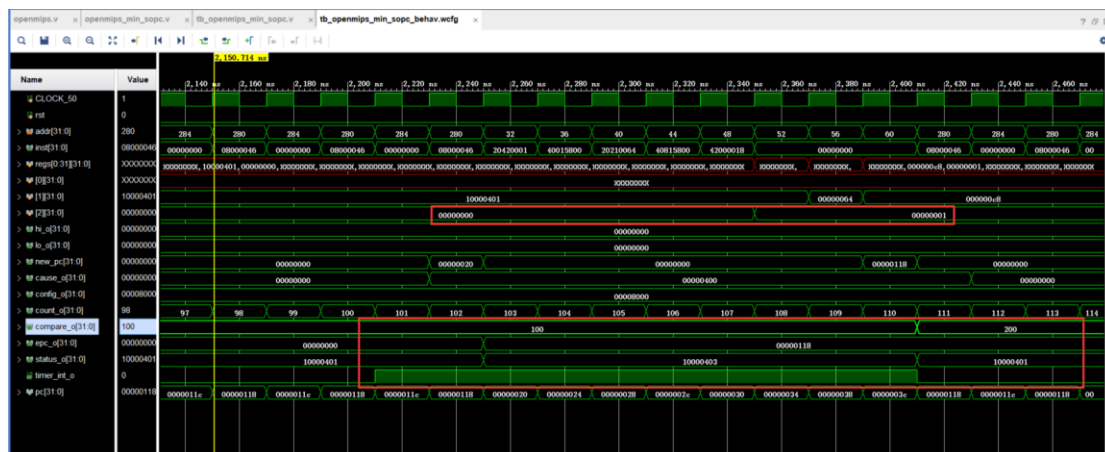 openmips.v × openmips_min_sopc.v × tb_openmips_min_sopc.v × tb_openmips_min_sopc_behav.wcfg ×
2,150.714 ns
Name Value 2,140 ns 2,160 ns 2,180 ns 2,200 ns 2,220 ns 2,240 ns 2,260 ns 2,280 ns 2,300 ns 2,320 ns 2,340 ns 2,360 ns 2,380 ns 2,400 ns 2,420 ns 2,440 ns 2,460 ns
CLOCK_50 1
rst 0
addr[31:0] 280 284 280 284 280 284 280 32 36 40 44 48 52 56 60 280 284 280 284
inst[31:0] 08000046 00000000 08000046 00000000 08000046 00000000 08000046 20420001 40015800 20210064 40815800 42000018 00000000 08000046 00000000 08000046 00
regs[0:31][31:0] XXXXXXX
[0][31:0] XXXXXXX XXXXXXXX
[1][31:0] 10000401 10000401 00000064 000000c8
[2][31:0] 00000000 00000000 00000001
hi_o[31:0] 00000000 00000000
lo_o[31:0] 00000000 00000000
new_pc[31:0] 00000000 00000000 00000020 00000000 00000118 00000000
cause_o[31:0] 00000000 00000000 00000400 00000000
config_o[31:0] 00008000 00008000
count_o[31:0] 98 97 98 99 100 101 102 103 104 105 106 107 108 109 110 111 112 113 114
compare_o[31:0] 100 100 200
epc_o[31:0] 00000000 00000000 00000118
status_o[31:0] 10000401 10000401 10000403 10000401
timer_int_o 0
pc[31:0] 00000118 0000011c 00000118 0000011c 00000118 0000011c 00000118 00000020 00000024 00000028 0000002c 00000030 00000034 00000038 0000003c 00000118 0000011c 00000118 00